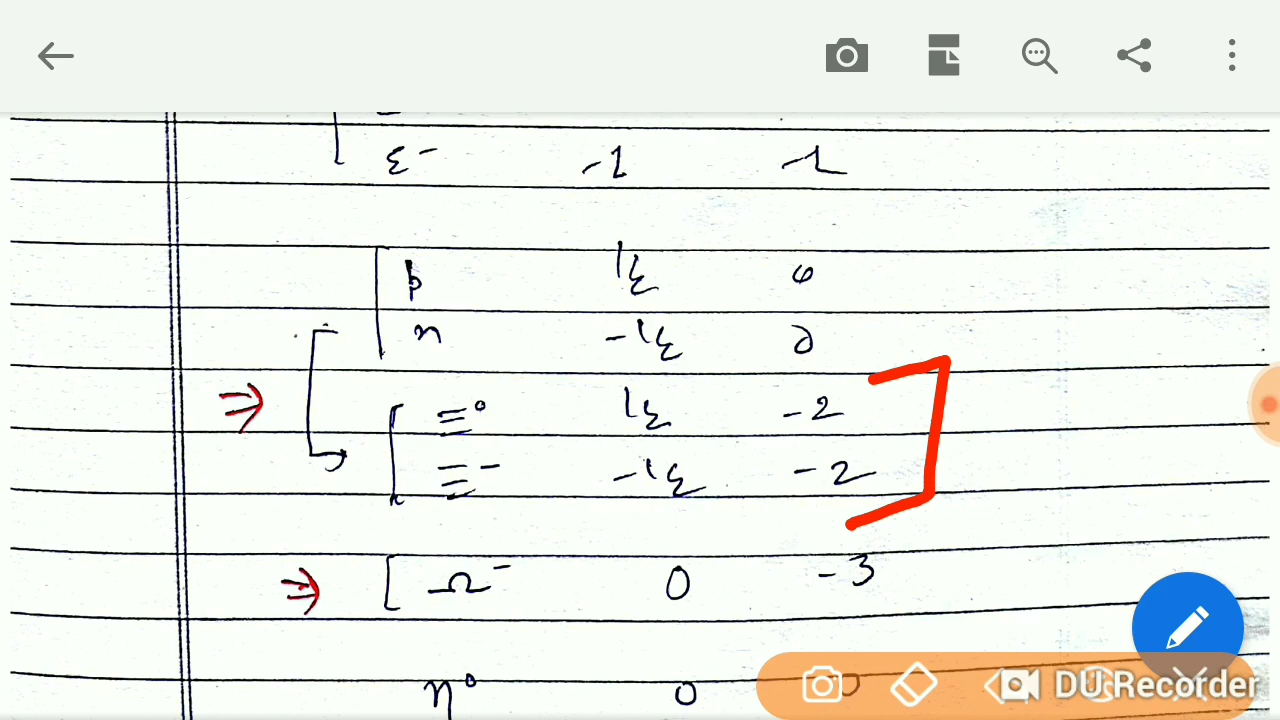 Σ⁻ -1 -1
p 1/2 0
n -1/2 0
⇒ Ξ⁰ 1/2 -2
Ξ⁻ -1/2 -2
⇒ Ω⁻ 0 -3
η⁰ 0 0
DU Recorder